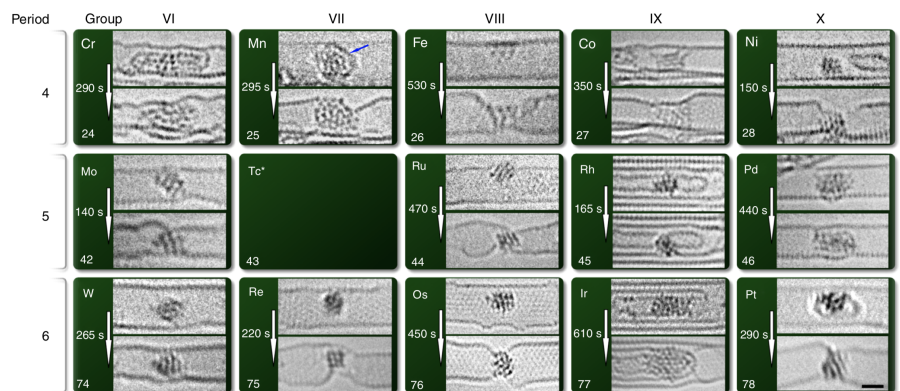 Period Group VI VII VIII IX X
4
Cr
290 s
24
Mn
295 s
25
Fe
530 s
26
Co
350 s
27
Ni
150 s
28
5
Mo
140 s
42
Tc*
43
Ru
470 s
44
Rh
165 s
45
Pd
440 s
46
6
W
265 s
74
Re
220 s
75
Os
450 s
76
Ir
610 s
77
Pt
290 s
78